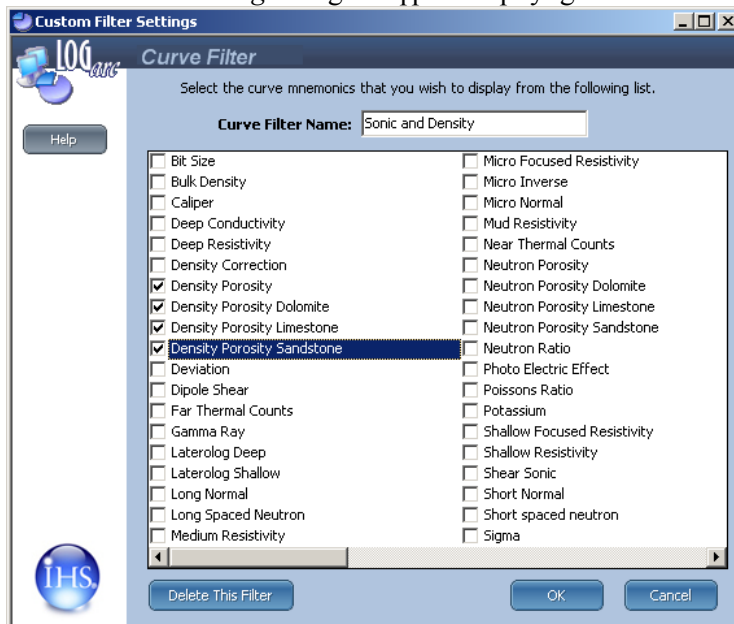 Custom Filter Settings
LOGarc
Curve Filter
Select the curve mnemonics that you wish to display from the following list.
Help
Curve Filter Name: Sonic and Density
Bit Size
Bulk Density
Caliper
Deep Conductivity
Deep Resistivity
Density Correction
Density Porosity
Density Porosity Dolomite
Density Porosity Limestone
Density Porosity Sandstone
Deviation
Dipole Shear
Far Thermal Counts
Gamma Ray
Laterolog Deep
Laterolog Shallow
Long Normal
Long Spaced Neutron
Medium Resistivity
Micro Focused Resistivity
Micro Inverse
Micro Normal
Mud Resistivity
Near Thermal Counts
Neutron Porosity
Neutron Porosity Dolomite
Neutron Porosity Limestone
Neutron Porosity Sandstone
Neutron Ratio
Photo Electric Effect
Poissons Ratio
Potassium
Shallow Focused Resistivity
Shallow Resistivity
Shear Sonic
Short Normal
Short spaced neutron
Sigma
IHS
Delete This Filter
OK
Cancel